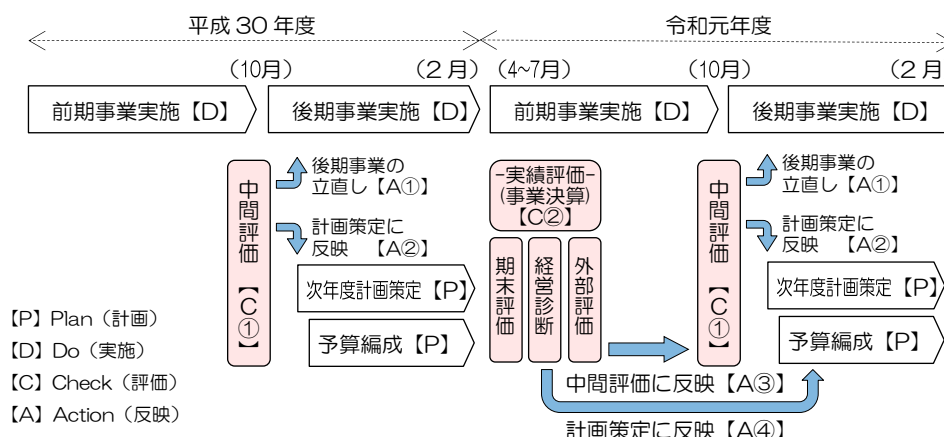 平成30年度
令和元年度
(10月)
(2月)
(4~7月)
(10月)
(2月
前期事業実施【D】
後期事業実施【D】
前期事業実施【D】
後期事業実施【D】
中間評価【C①】
後期事業の
立直し【A①】
計画策定に
反映 【A②】
次年度計画策定【P】
予算編成【P】
-実績評価-
(事業決算)
【C②】
期末評価
経営診断
外部評価
中間評価【C①】
後期事業の
立直し【A①】
計画策定に
反映 【A②】
次年度計画策定【P】
予算編成【P】
中間評価に反映【A③】
計画策定に反映【A④】
【P】Plan(計画)
【D】Do(実施)
【C】Check(評価)
【A】Action(反映)